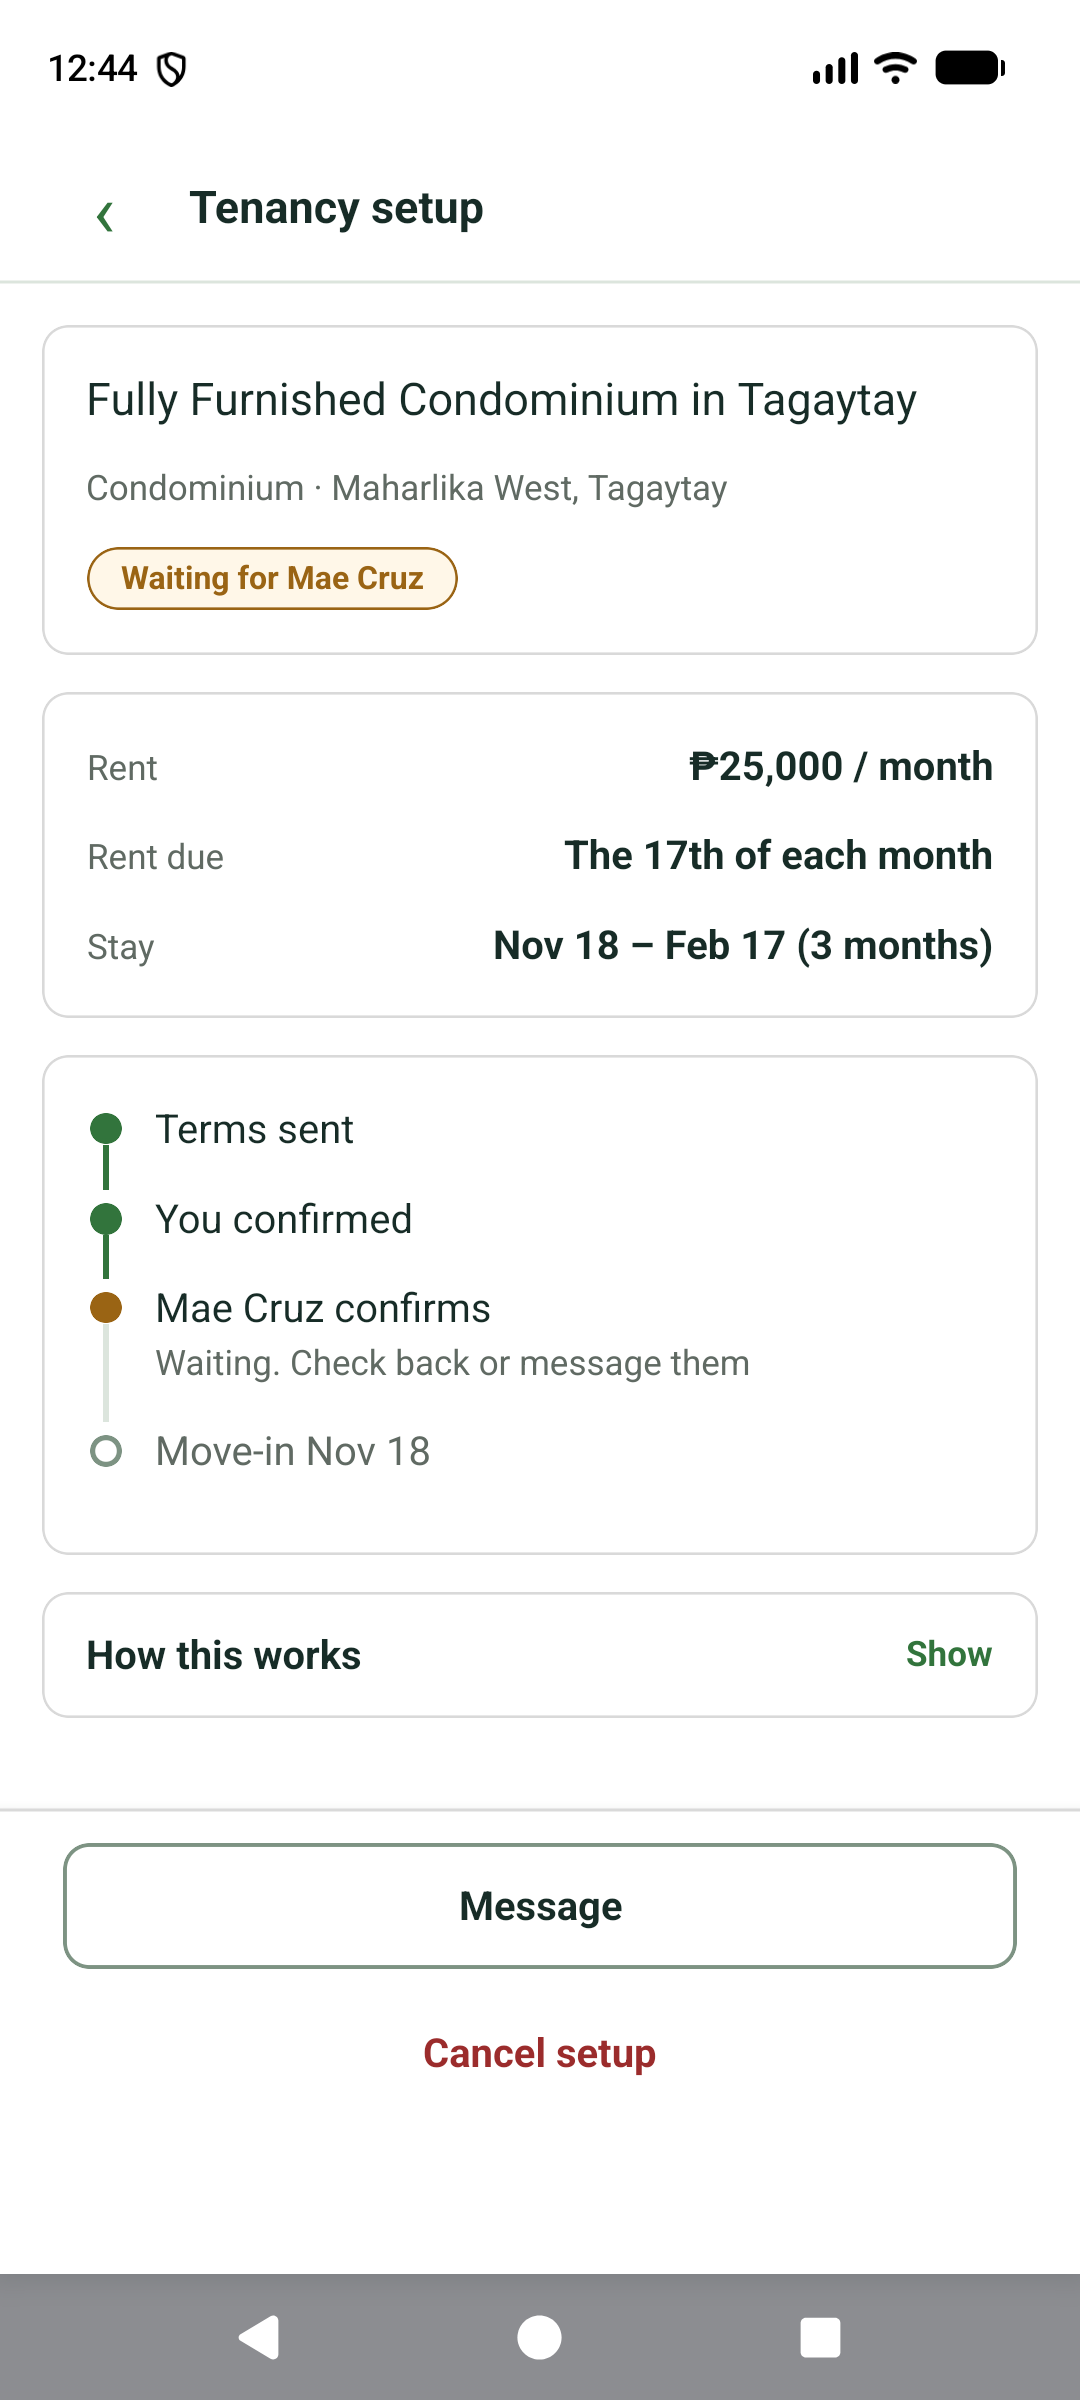 12:44
Tenancy setup
Fully Furnished Condominium in Tagaytay
Condominium · Maharlika West, Tagaytay
Waiting for Mae Cruz
Rent ₱25,000 / month
Rent due The 17th of each month
Stay Nov 18 – Feb 17 (3 months)
Terms sent
You confirmed
Mae Cruz confirms
Waiting. Check back or message them
Move-in Nov 18
How this works Show
Message
Cancel setup